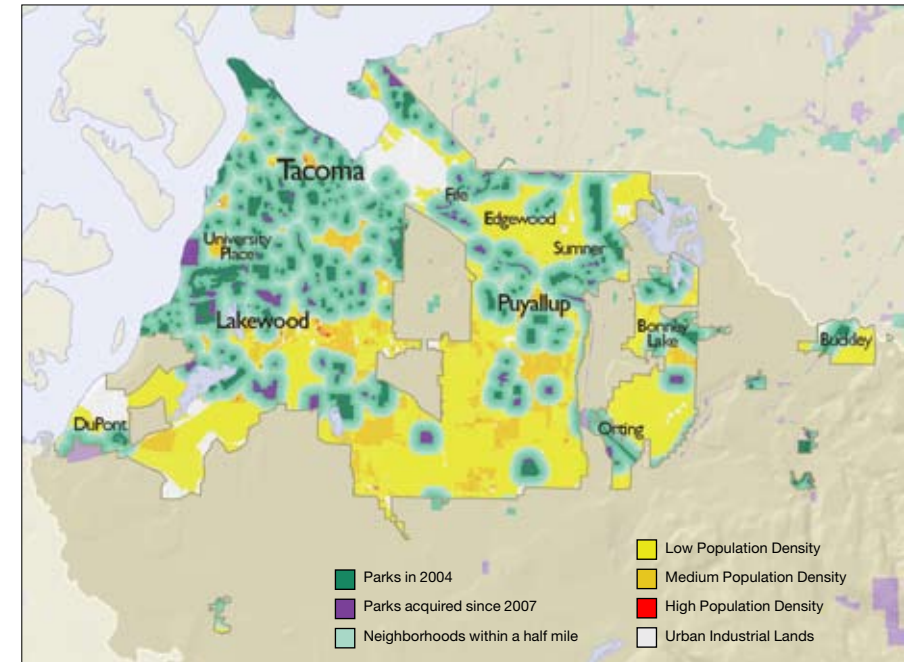 Tacoma
Fife
Edgewood
University
Place
Sumner
Puyallup
Lakewood
Bonney
Lake
Buckley
DuPont
Orting
Parks in 2004
Parks acquired since 2007
Neighborhoods within a half mile
Low Population Density
Medium Population Density
High Population Density
Urban Industrial Lands